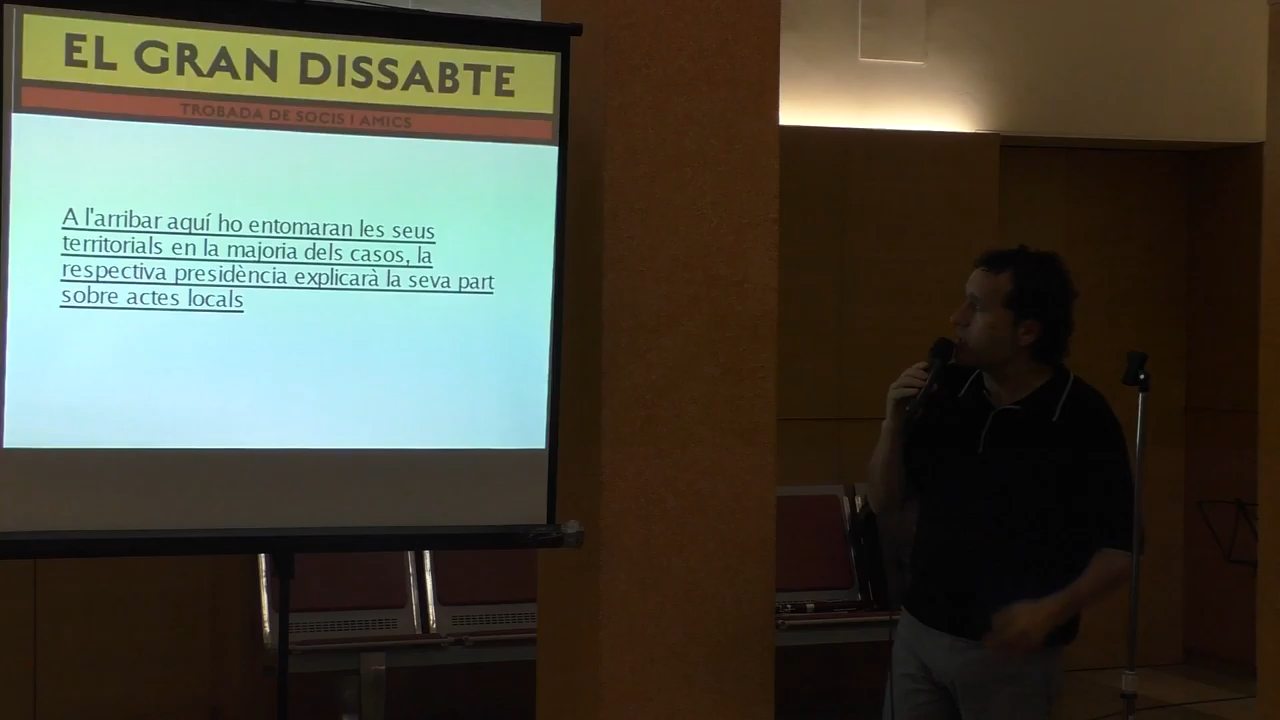 EL GRAN DISSABTE
TROBADA DE SOCIS I AMICS
A l'arribar aquí ho entomaran les seus
territorials en la majoria dels casos, la
respectiva presidència explicarà la seva part
sobre actes locals